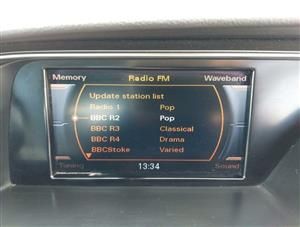 Memory Radio FM Waveband
Update station list
Radio 1 Pop
BBC R2 Pop
BBC R3 Classical
BBC R4 Drama
BBCStoke Varied
Tuning 13:34 Sound